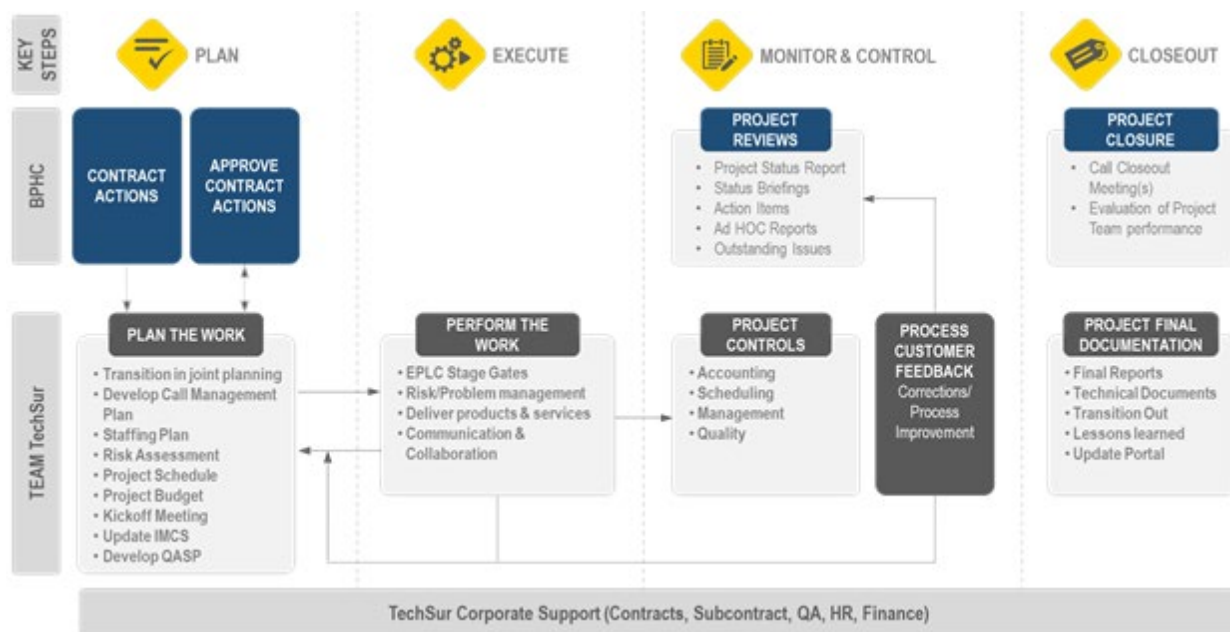 KEY
STEPS
PLAN
EXECUTE
MONITOR & CONTROL
CLOSEOUT
BPHC
CONTRACT
ACTIONS
APPROVE
CONTRACT
ACTIONS
PROJECT
REVIEWS
• Project Status Report
• Status Briefings
• Action Items
• Ad HOC Reports
• Outstanding Issues
PROJECT
CLOSURE
• Call Closeout
Meeting(s)
• Evaluation of Project
Team performance
TEAM TechSur
PLAN THE WORK
• Transition in joint planning
• Develop Call Management
Plan
• Staffing Plan
• Risk Assessment
• Project Schedule
• Project Budget
• Kickoff Meeting
• Update IMCS
• Develop QASP
PERFORM THE
WORK
• EPLC Stage Gates
• Risk/Problem management
• Deliver products & services
• Communication &
Collaboration
PROJECT
CONTROLS
• Accounting
• Scheduling
• Management
• Quality
PROCESS
CUSTOMER
FEEDBACK
Corrections/
Process
Improvement
PROJECT FINAL
DOCUMENTATION
• Final Reports
• Technical Documents
• Transition Out
• Lessons learned
• Update Portal
TechSur Corporate Support (Contracts, Subcontract, QA, HR, Finance)